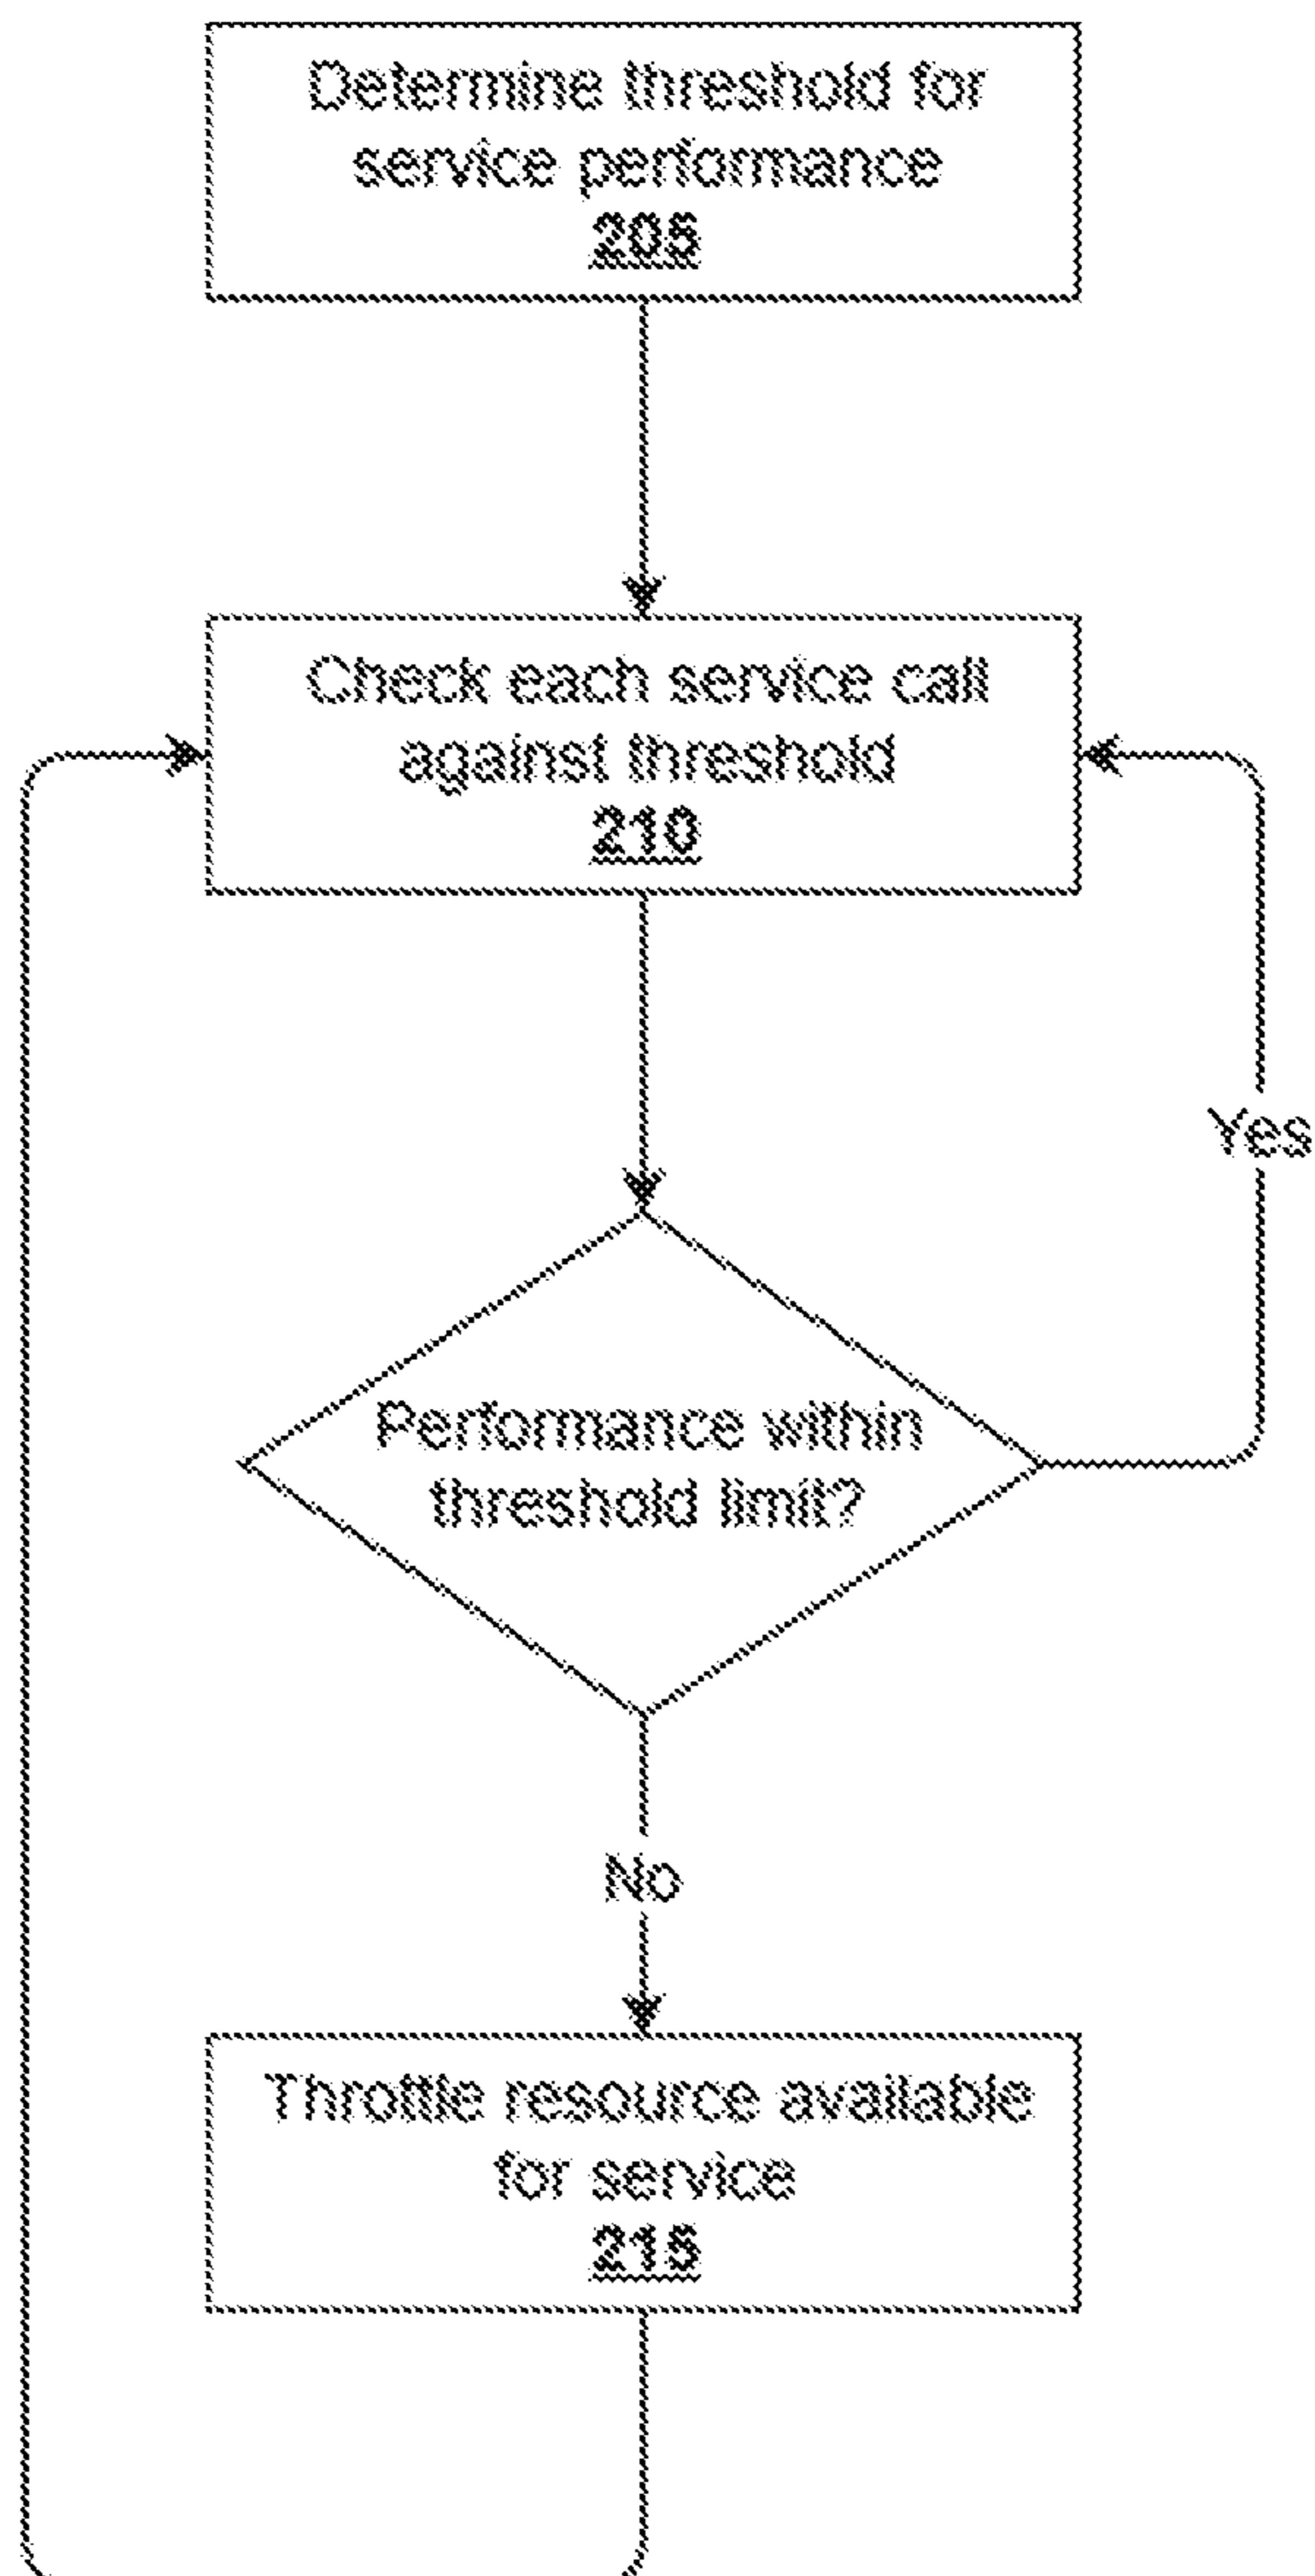 Determine threshold for
service performance
205
Check each service call
against threshold
210
Yes
Performance within
threshold limit?
No
Throttle resource available
for service
215